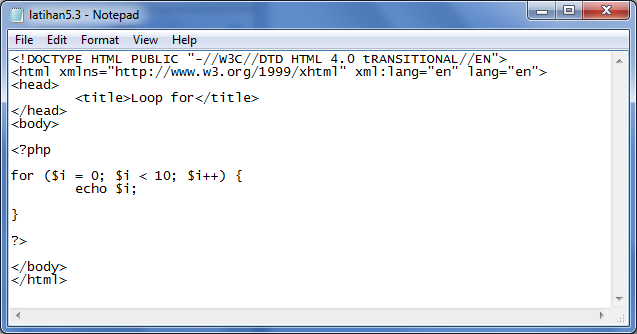 latihan5.3 - Notepad
File Edit Format View Help
<!DOCTYPE HTML PUBLIC "-//W3C//DTD HTML 4.0 tRANSITIONAL//EN">
<html xmlns="http://www.w3.org/1999/xhtml" xml:lang="en" lang="en">
<head>
	<title>Loop for</title>
</head>
<body>
<?php
for ($i = 0; $i < 10; $i++) {
	echo $i;
}
?>
</body>
</html>